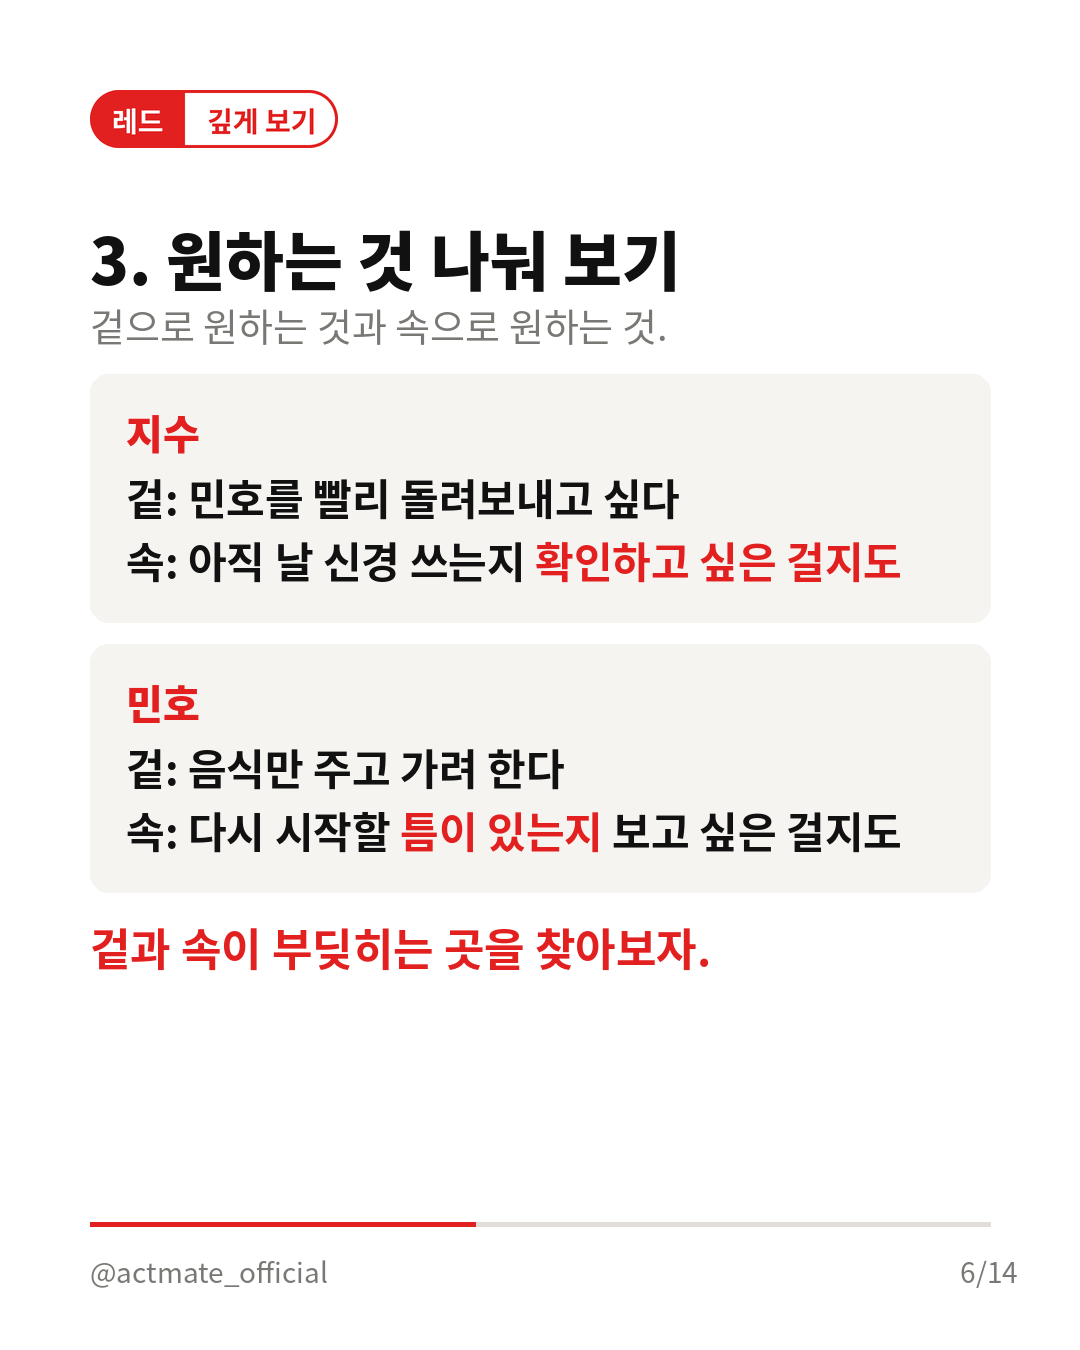 레드 깊게 보기
3. 원하는 것 나눠 보기
겉으로 원하는 것과 속으로 원하는 것.
지수
겉: 민호를 빨리 돌려보내고 싶다
속: 아직 날 신경 쓰는지 확인하고 싶은 걸지도
민호
겉: 음식만 주고 가려 한다
속: 다시 시작할 틈이 있는지 보고 싶은 걸지도
겉과 속이 부딪히는 곳을 찾아보자.
@actmate_official 6/14